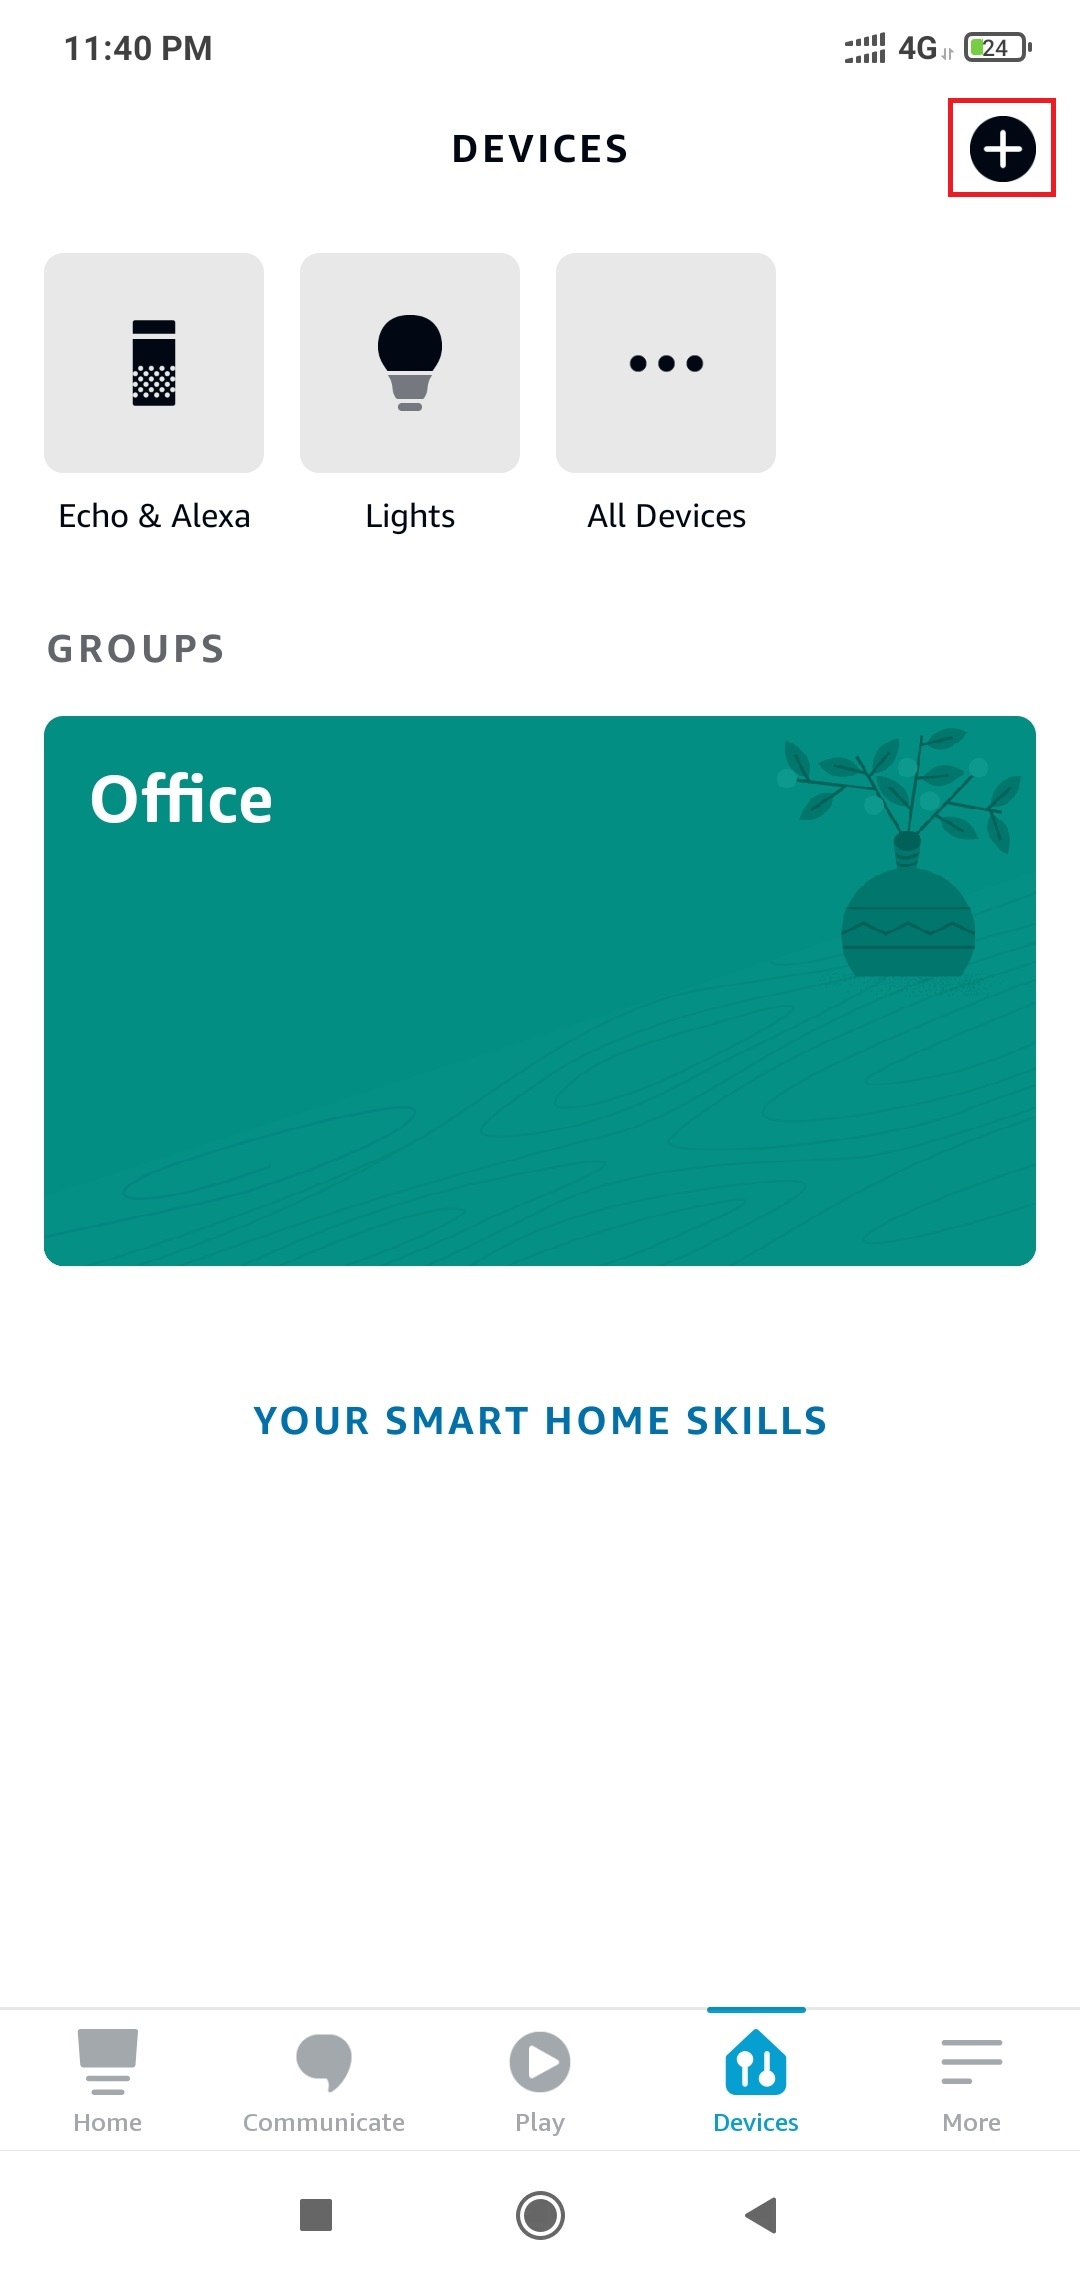 11:40 PM 4G 24
DEVICES
Echo & Alexa Lights All Devices
GROUPS
Office
YOUR SMART HOME SKILLS
Home Communicate Play Devices More